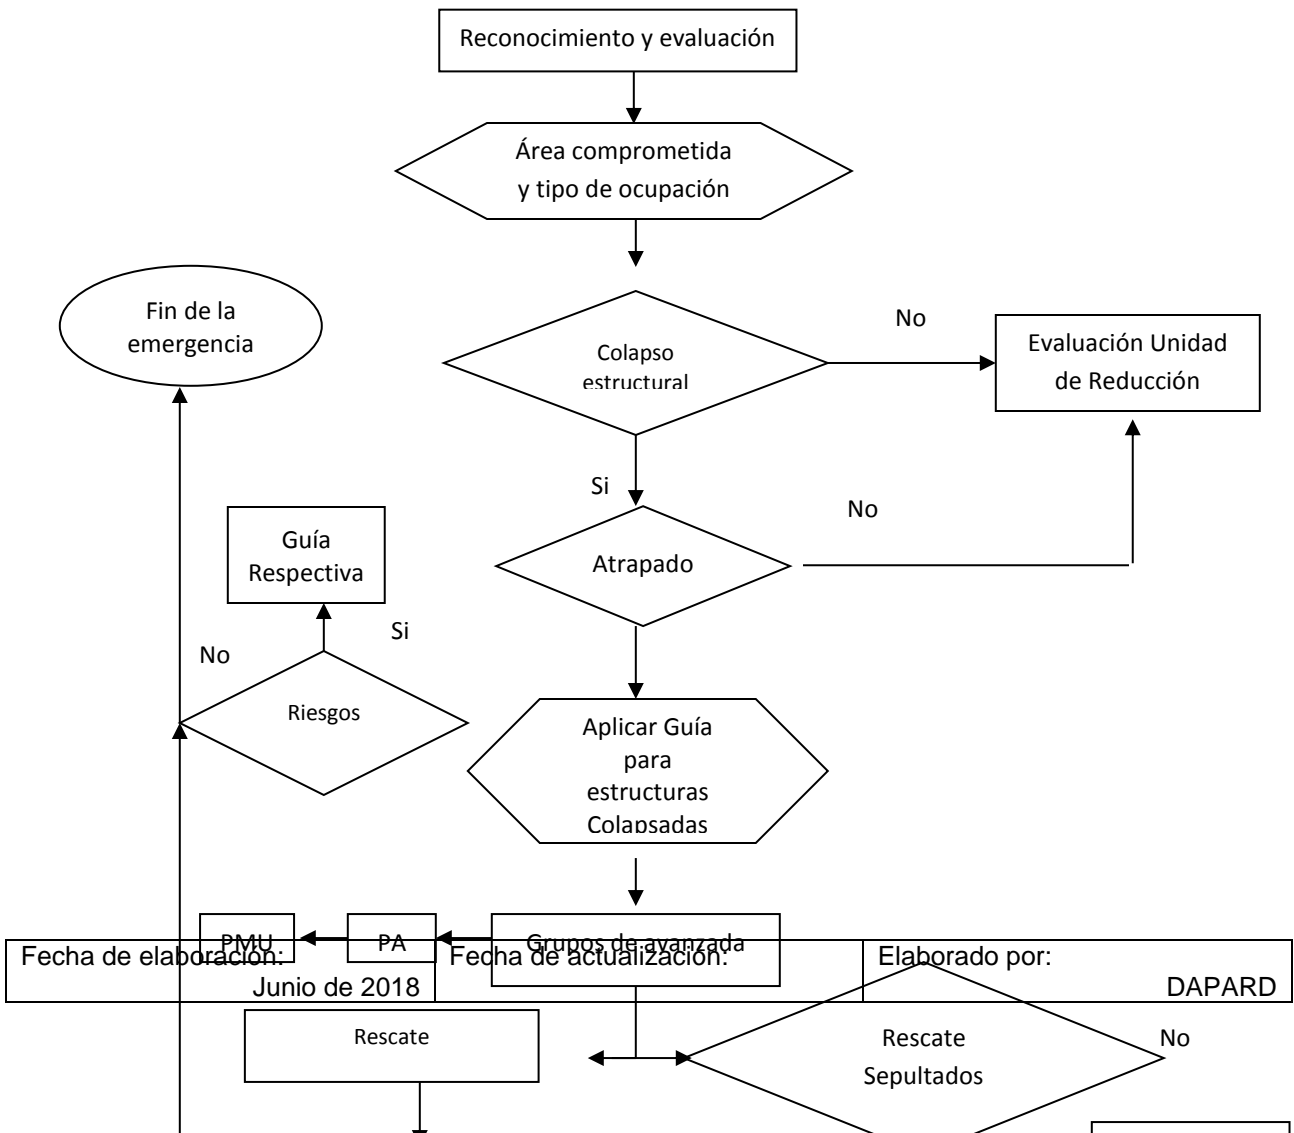 Reconocimiento y evaluación
Área comprometida
y tipo de ocupación
Fin de la
emergencia
Colapso
estructural
No
Evaluación Unidad
de Reducción
Si
No
Guía
Respectiva
Atrapado
Si
No
Riesgos
Aplicar Guía
para
estructuras
Colapsadas
PMU
PA
Grupos de avanzada
Fecha de elaboración:
Junio de 2018
Fecha de actualización:
Elaborado por:
DAPARD
Rescate
Rescate
Sepultados
No